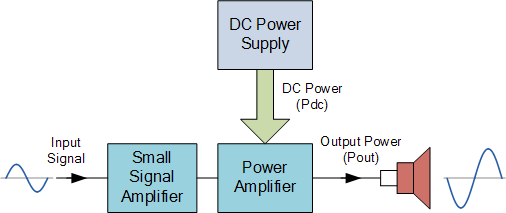 DC Power
Supply
DC Power
(Pdc)
Input
Signal
Small
Signal
Amplifier
Power
Amplifier
Output Power
(Pout)